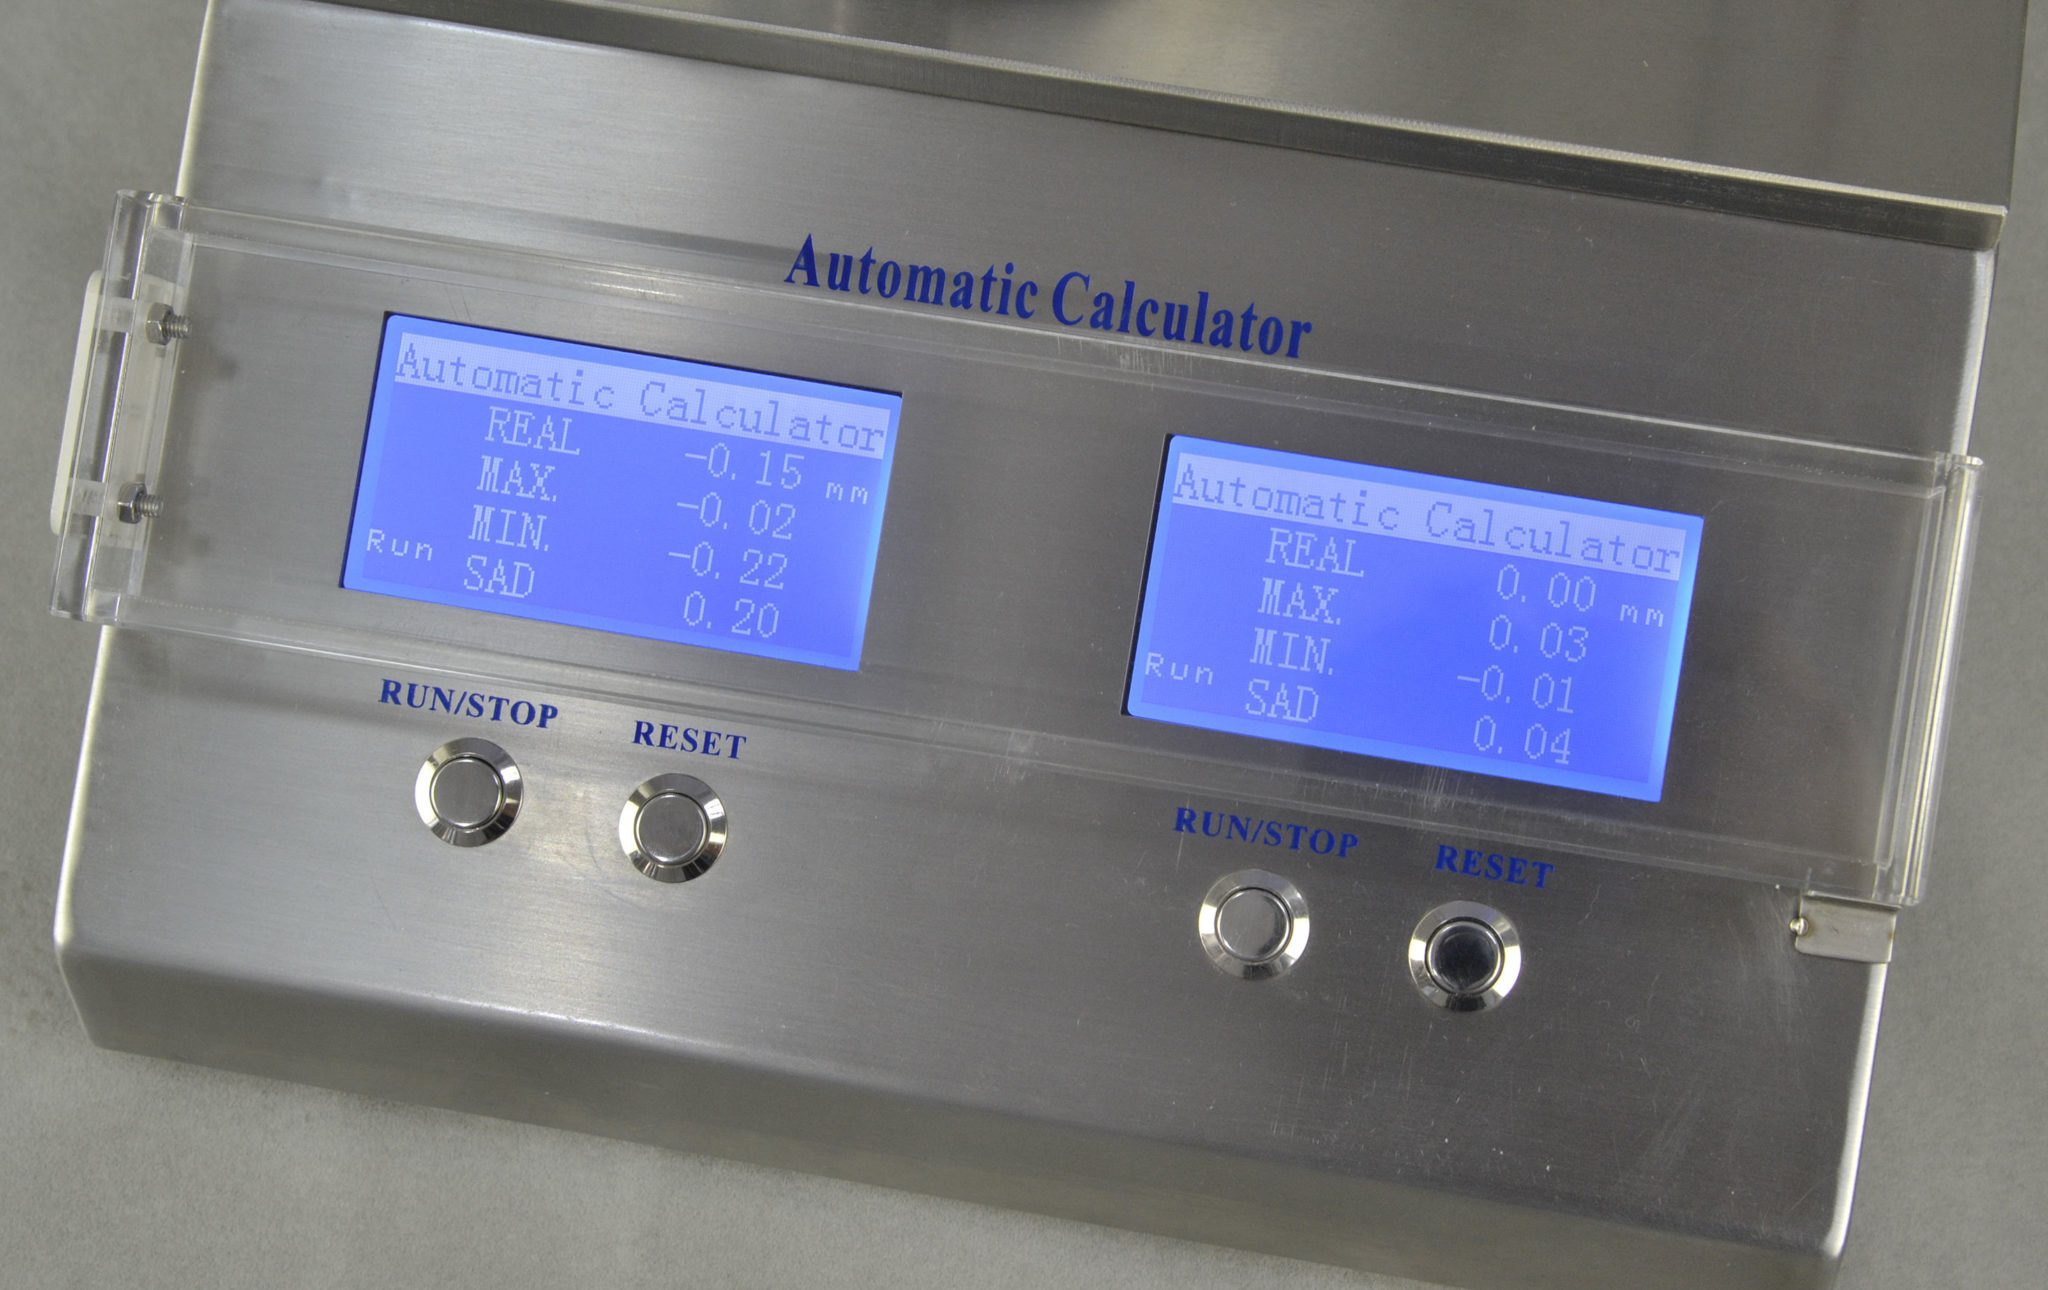 Automatic Calculator
Automatic Calculator
REAL -0.15 mm
MAX. -0.02
MIN. -0.22
Run SAD 0.20
Automatic Calculator
REAL 0.00 mm
MAX. 0.03
MIN. -0.01
Run SAD 0.04
RUN/STOP RESET
RUN/STOP RESET